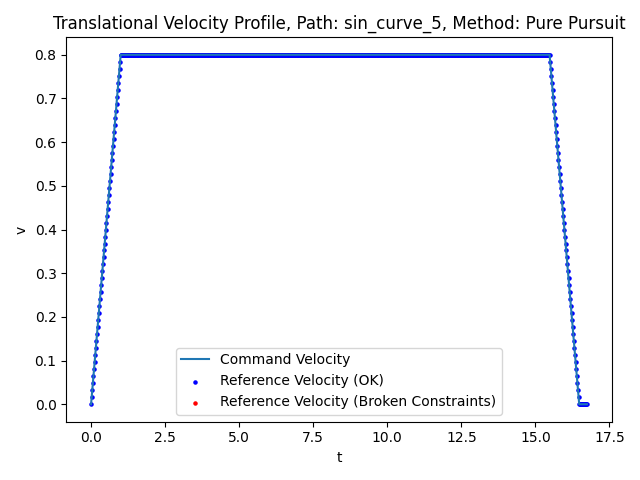 Translational Velocity Profile, Path: sin_curve_5, Method: Pure Pursuit
0.8
0.7
0.6
0.5
0.4
0.3
0.2
0.1
0.0
v
Command Velocity
Reference Velocity (OK)
Reference Velocity (Broken Constraints)
0.0 2.5 5.0 7.5 10.0 12.5 15.0 17.5
t